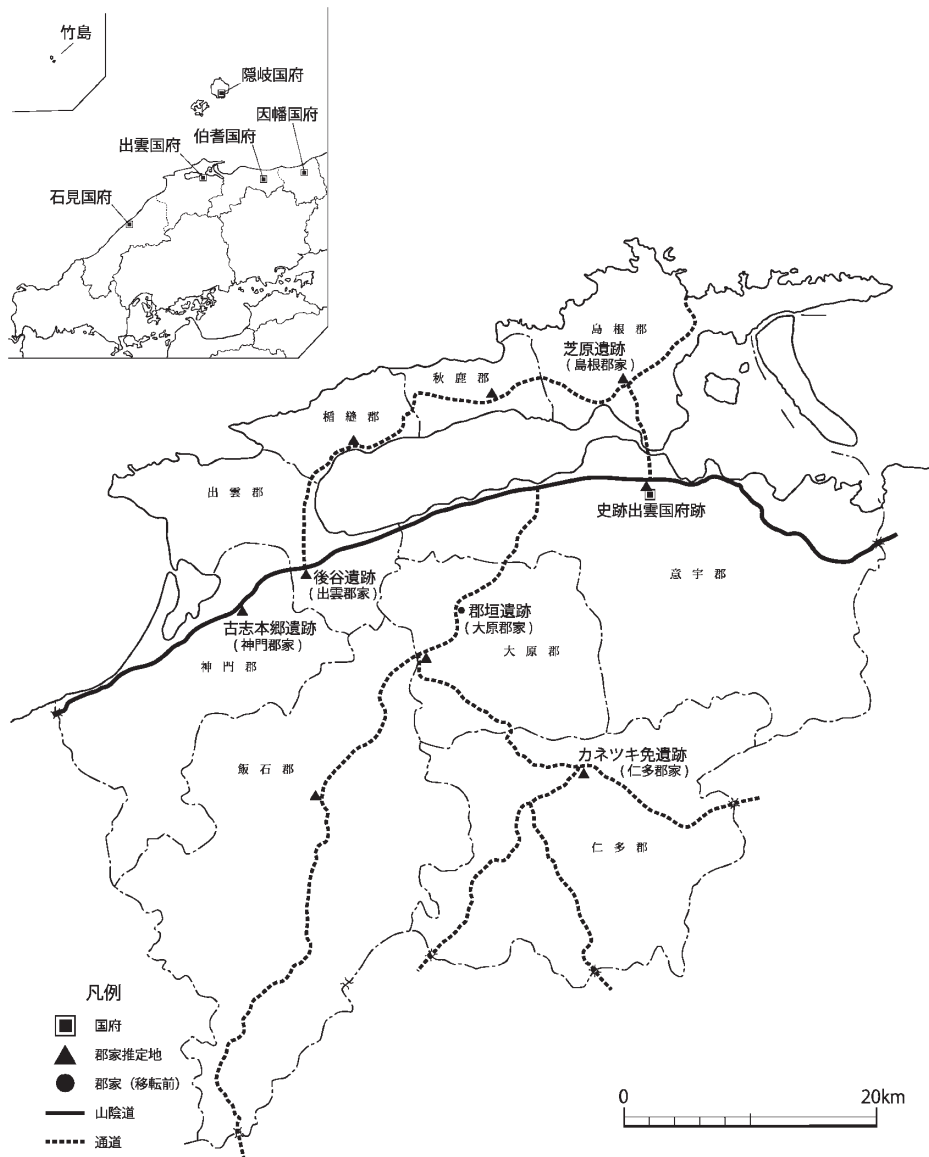 竹島
隠岐国府
因幡国府
伯耆国府
出雲国府
石見国府
島根郡
芝原遺跡
(島根郡家)
秋鹿郡
楯縫郡
出雲郡
史跡出雲国府跡
意宇郡
後谷遺跡
(出雲郡家)
郡垣遺跡
(大原郡家)
古志本郷遺跡
(神門郡家)
大原郡
神門郡
カネツキ免遺跡
(仁多郡家)
飯石郡
仁多郡
凡例
国府
郡家推定地
郡家(移転前)
山陰道
通道
0 20km